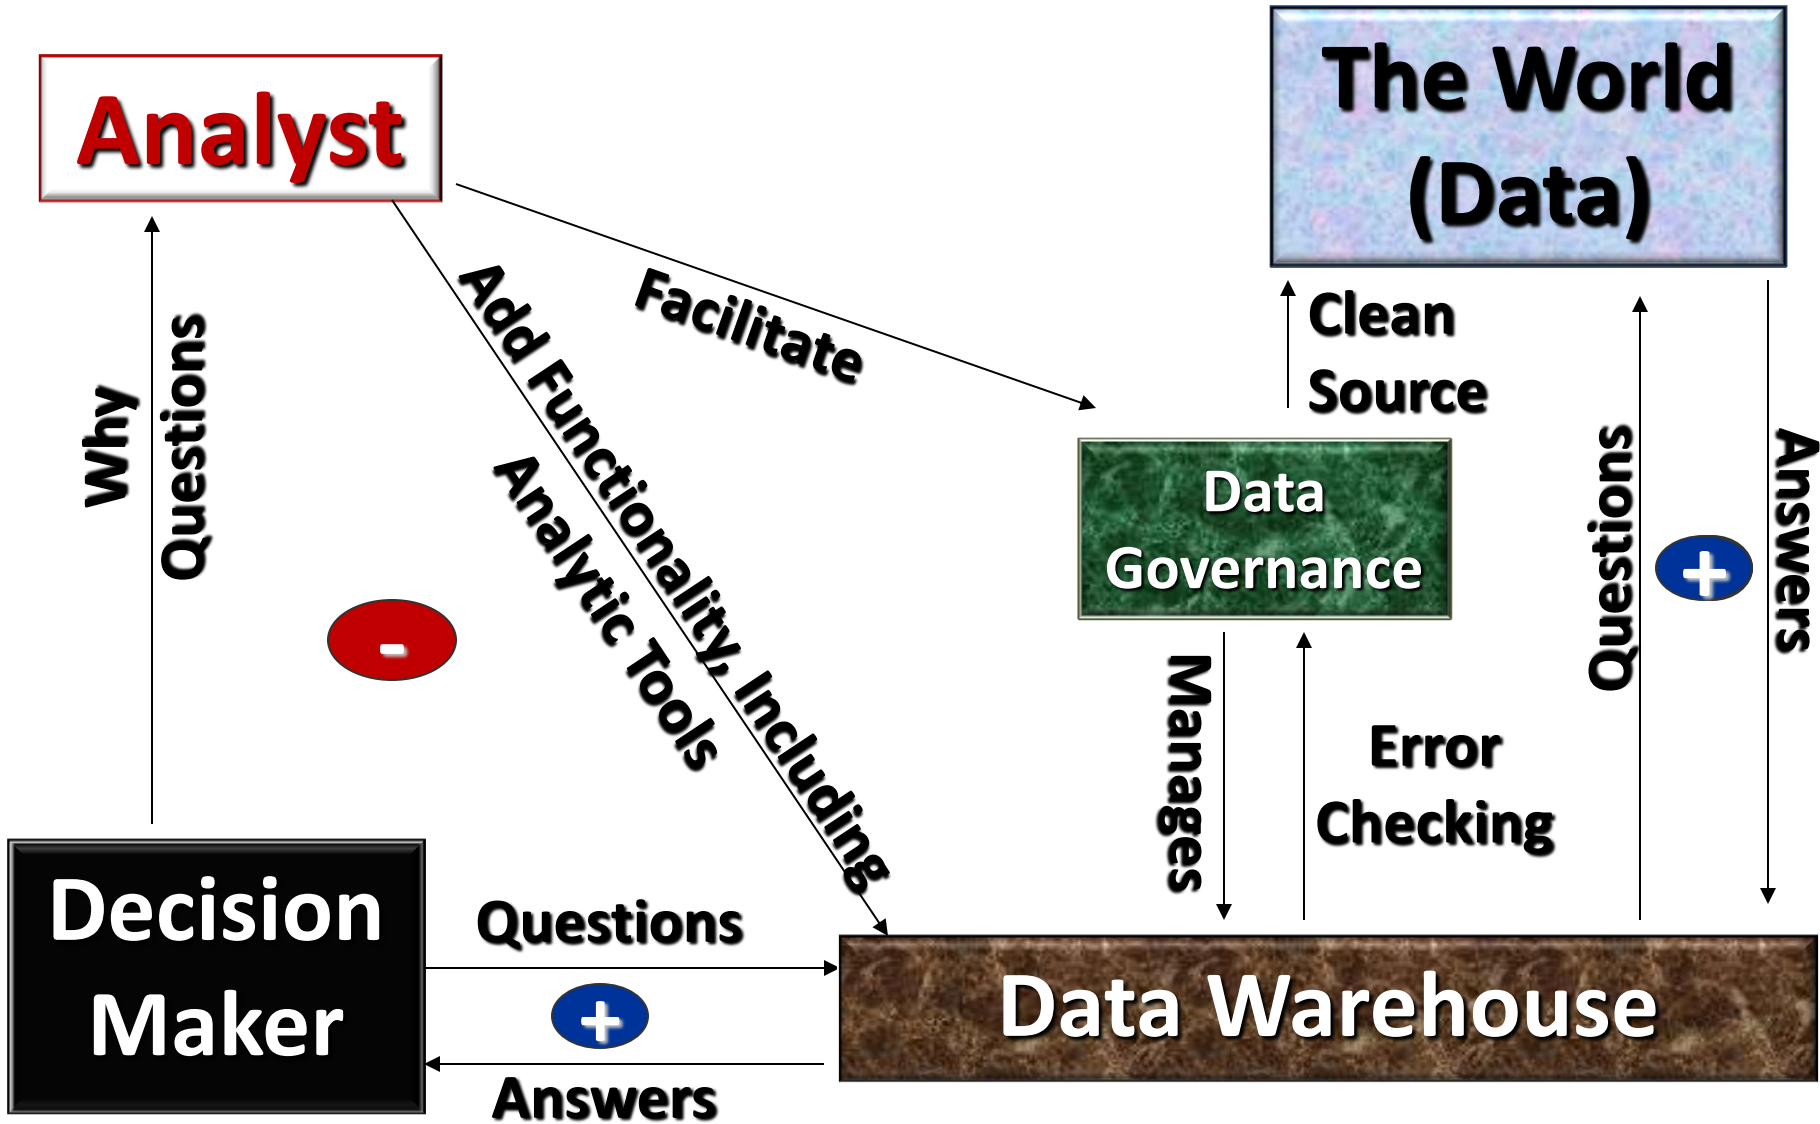 Analyst
The World
(Data)
Why
Questions
Facilitate
Add Functionality, Including
Analytic Tools
Clean
Source
Data
Governance
Questions
+
Answers
-
Manages
Error
Checking
Decision
Maker
Questions
+
Answers
Data Warehouse